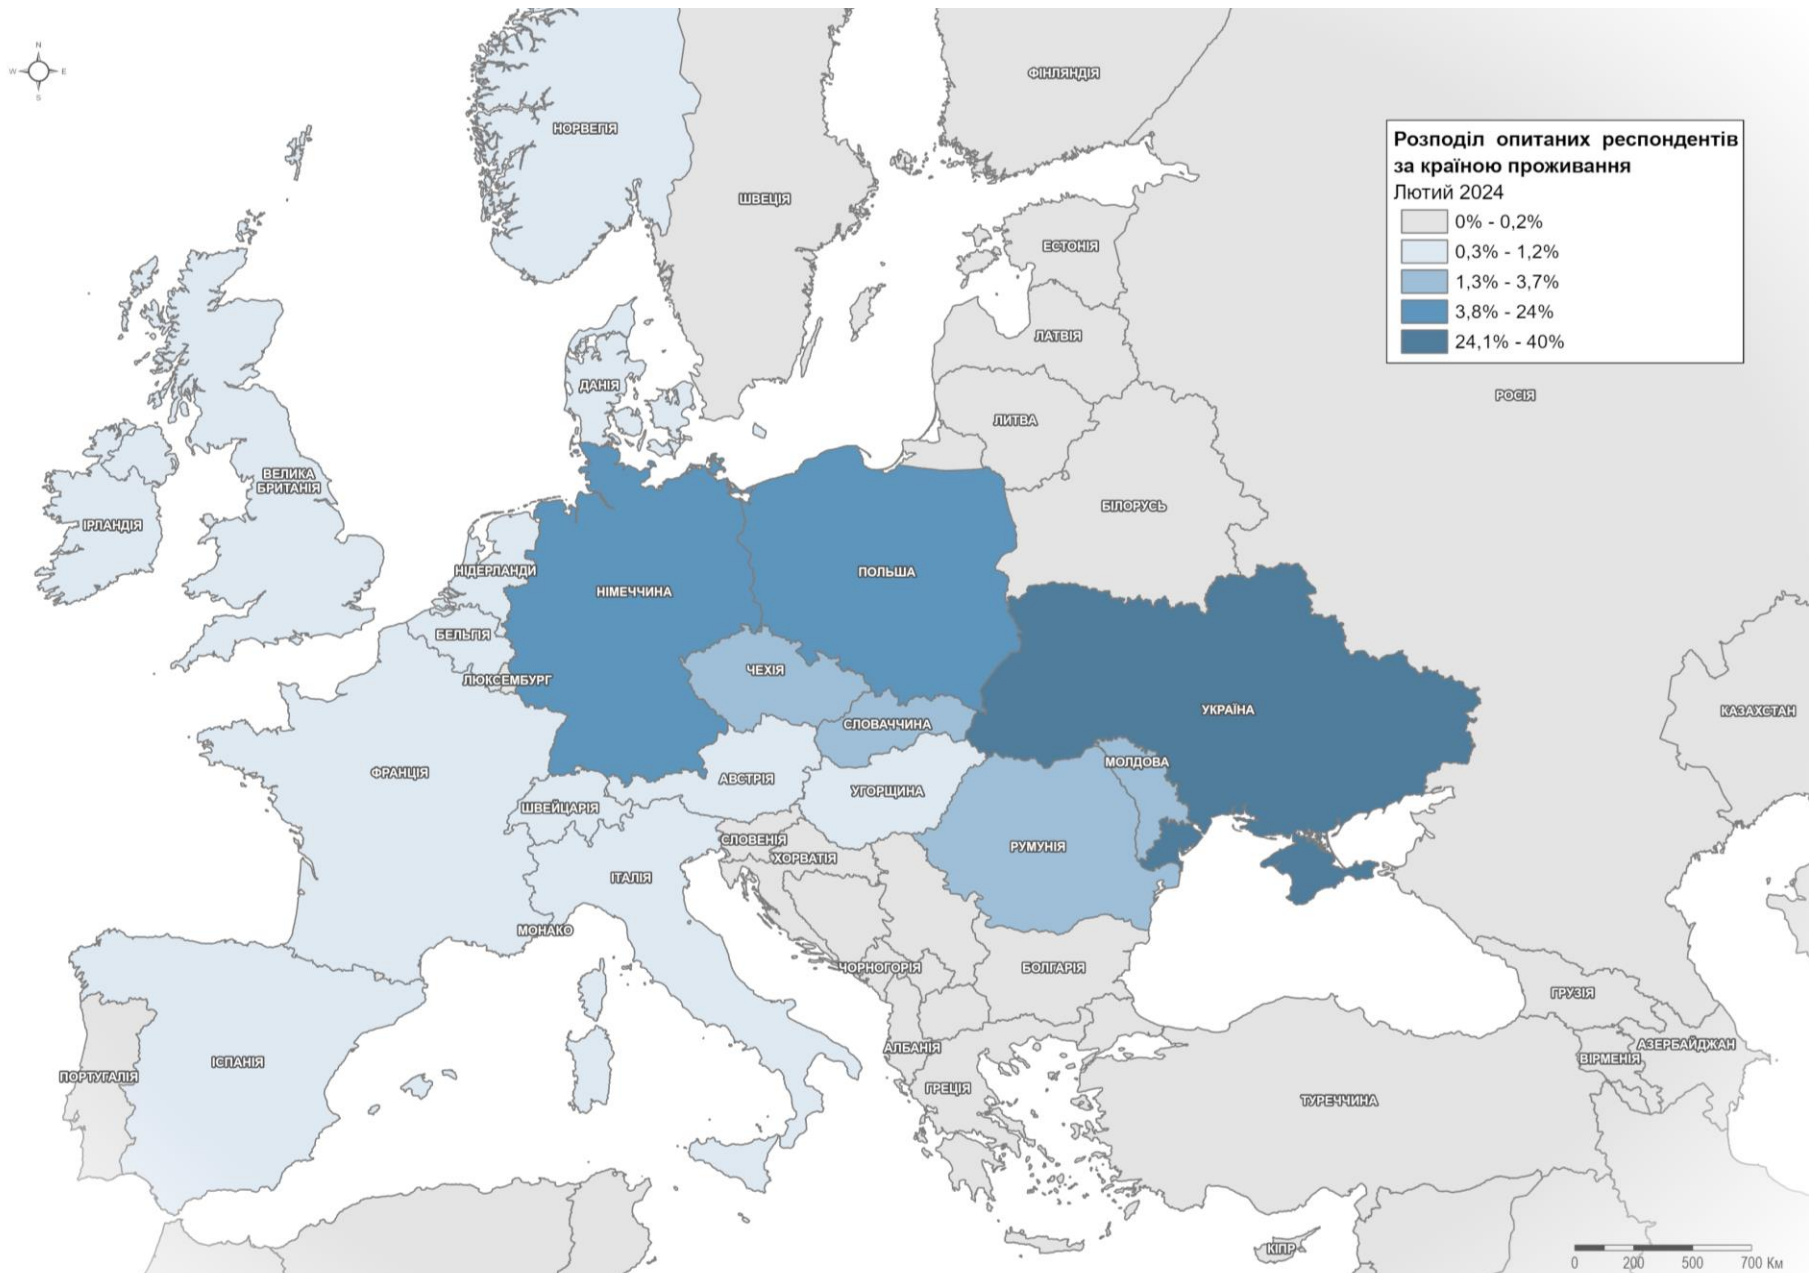 N
W E
S
Розподіл опитаних респондентів
за країною проживання
Лютий 2024
0% - 0,2%
0,3% - 1,2%
1,3% - 3,7%
3,8% - 24%
24,1% - 40%
ФІНЛЯНДІЯ
НОРВЕГІЯ
ШВЕЦІЯ
ЕСТОНІЯ
ЛАТВІЯ
РОСІЯ
ДАНІЯ
ЛИТВА
ВЕЛИКА
БРИТАНІЯ
ІРЛАНДІЯ
БІЛОРУСЬ
НІДЕРЛАНДИ
НІМЕЧЧИНА
ПОЛЬША
БЕЛЬГІЯ
ЛЮКСЕМБУРГ
ЧЕХІЯ
СЛОВАЧЧИНА
УКРАЇНА
КАЗАХСТАН
МОЛДОВА
ФРАНЦІЯ
АВСТРІЯ
УГОРЩИНА
ШВЕЙЦАРІЯ
СЛОВЕНІЯ
РУМУНІЯ
ХОРВАТІЯ
ІТАЛІЯ
МОНАКО
ЧОРНОГОРІЯ
БОЛГАРІЯ
ГРУЗІЯ
АЛБАНІЯ
АЗЕРБАЙДЖАН
ВІРМЕНІЯ
ІСПАНІЯ
ПОРТУГАЛІЯ
ГРЕЦІЯ
ТУРЕЧЧИНА
КІПР
0 200 500 700 Км